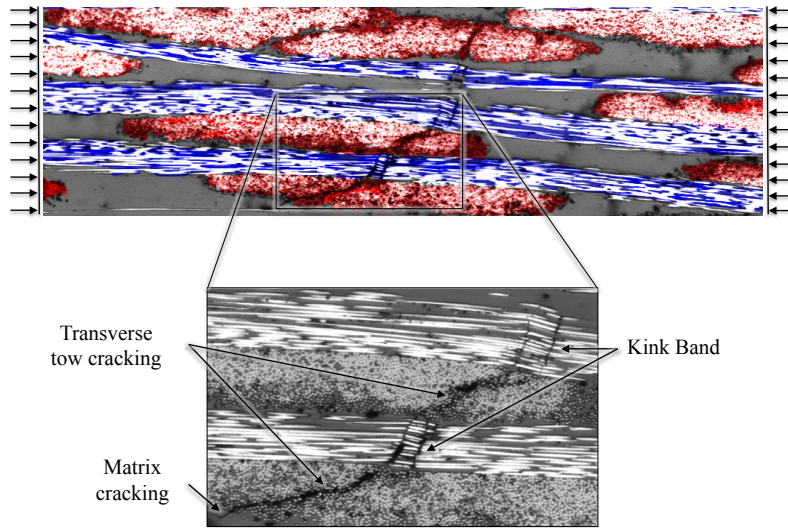 Transverse
tow cracking
Kink Band
Matrix
cracking